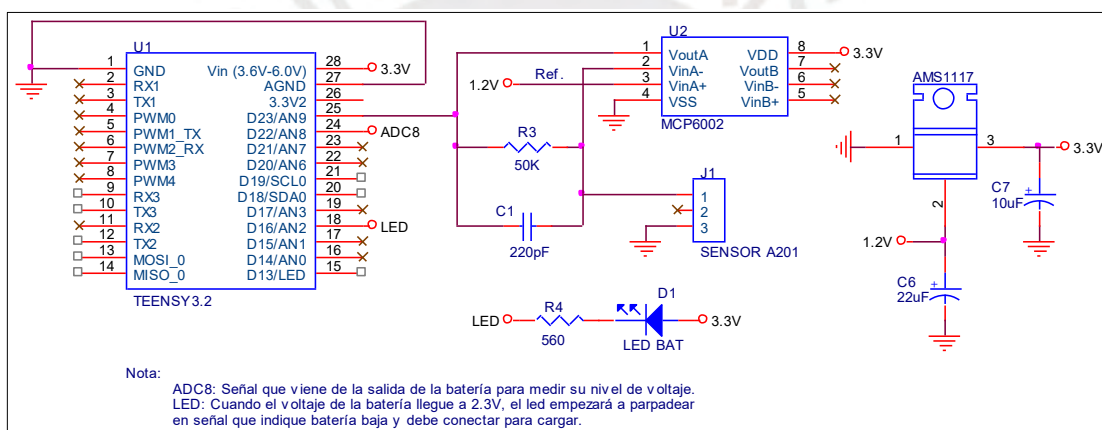 U1
1 GND Vin (3.6V-6.0V) 28 3.3V
2 RX1 AGND 27
3 TX1 3.3V2 26
4 PWM0 D23/AN9 25
5 PWM1_TX D22/AN8 24 ADC8
6 PWM2_RX D21/AN7 23
7 PWM3 D20/AN6 22
8 PWM4 D19/SCL0 21
9 RX3 D18/SDA0 20
10 TX3 D17/AN3 19
11 RX2 D16/AN2 18 LED
12 TX2 D15/AN1 17
13 MOSI_0 D14/AN0 16
14 MISO_0 D13/LED 15
TEENSY3.2
U2
1 VoutA VDD 8 3.3V
2 VinA- VoutB 7
1.2V Ref. 3 VinA+ VinB- 6
4 VSS VinB+ 5
MCP6002
R3
50K
C1
220pF
J1
1
2
3
SENSOR A201
AMS1117
1 3 3.3V
2
C7
10uF
1.2V
C6
22uF
LED R4 D1 3.3V
560 LED BAT
Nota:
ADC8: Señal que viene de la salida de la batería para medir su nivel de voltaje.
LED: Cuando el voltaje de la batería llegue a 2.3V, el led empezará a parpadear
en señal que indique batería baja y debe conectar para cargar.